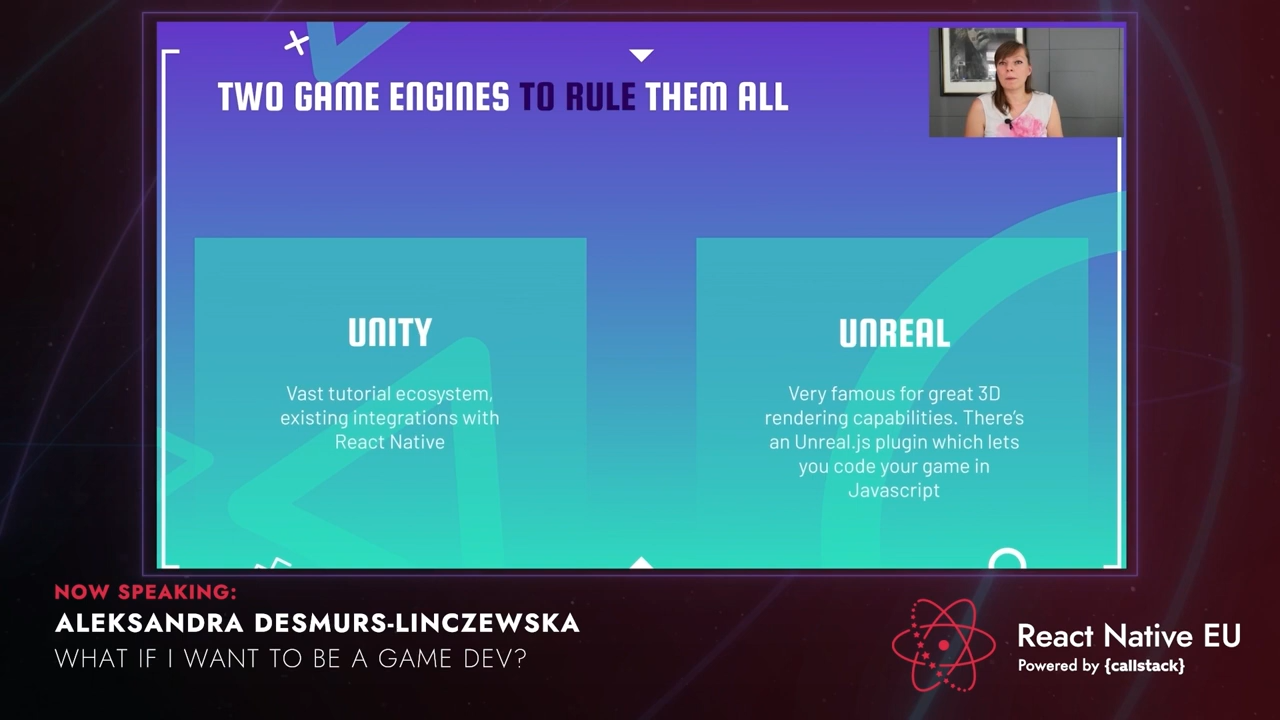 TWO GAME ENGINES TO RULE THEM ALL
UNITY
Vast tutorial ecosystem,
existing integrations with
React Native
UNREAL
Very famous for great 3D
rendering capabilities. There's
an Unreal.js plugin which lets
you code your game in
Javascript
NOW SPEAKING:
ALEKSANDRA DESMURS-LINCZEWSKA
WHAT IF I WANT TO BE A GAME DEV?
React Native EU
Powered by {callstack}